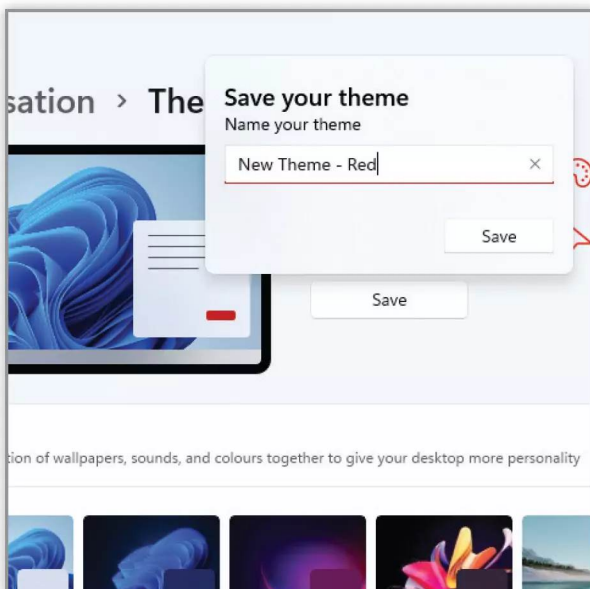 sation > The
Save your theme
Name your theme
New Theme - Red
Save
Save
tion of wallpapers, sounds, and colours together to give your desktop more personality